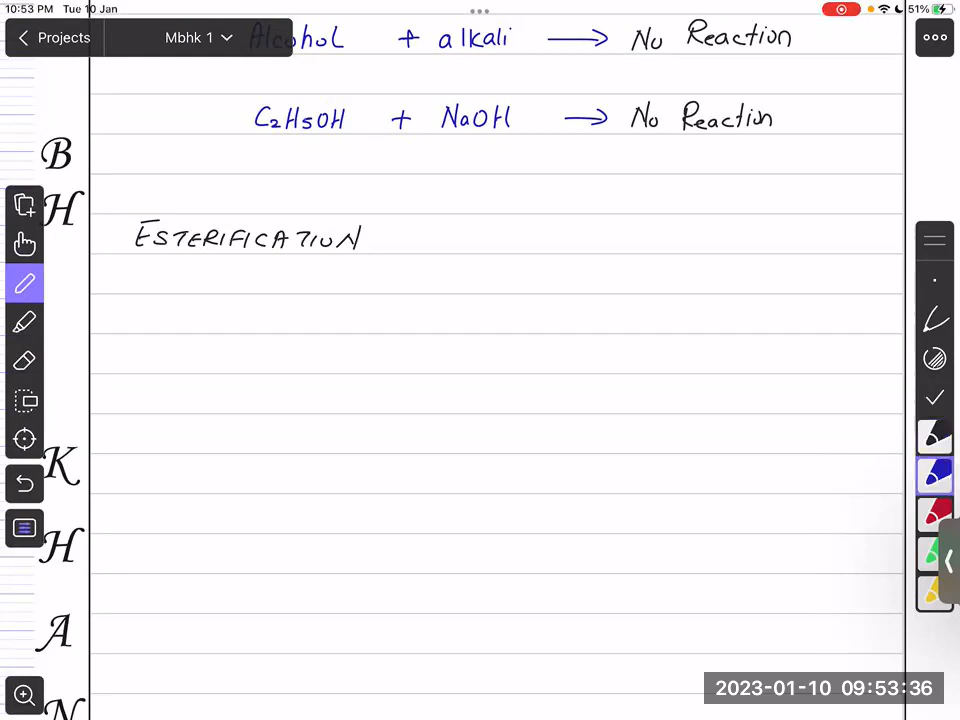 10:53 PM Tue 10 Jan
51%
Projects
Mbhk 1
Alcohol + alkali → No Reaction
C₂H₅OH + NaOH → No Reaction
B
H
ESTERIFICATION
K
H
A
N
2023-01-10 09:53:36